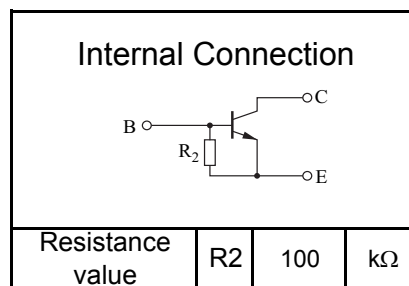 Internal Connection
C
B
R2
E
Resistance value R2 100 kΩ